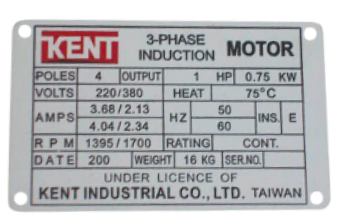 KENT 3-PHASE INDUCTION MOTOR
POLES 4 OUTPUT 1 HP 0.75 KW
VOLTS 220/380 HEAT 75°C
AMPS 3.68/2.13 HZ 50 INS. E
4.04/2.34 60
RPM 1395/1700 RATING CONT.
DATE 200 WEIGHT 16 KG SER.NO.
UNDER LICENCE OF
KENT INDUSTRIAL CO., LTD. TAIWAN